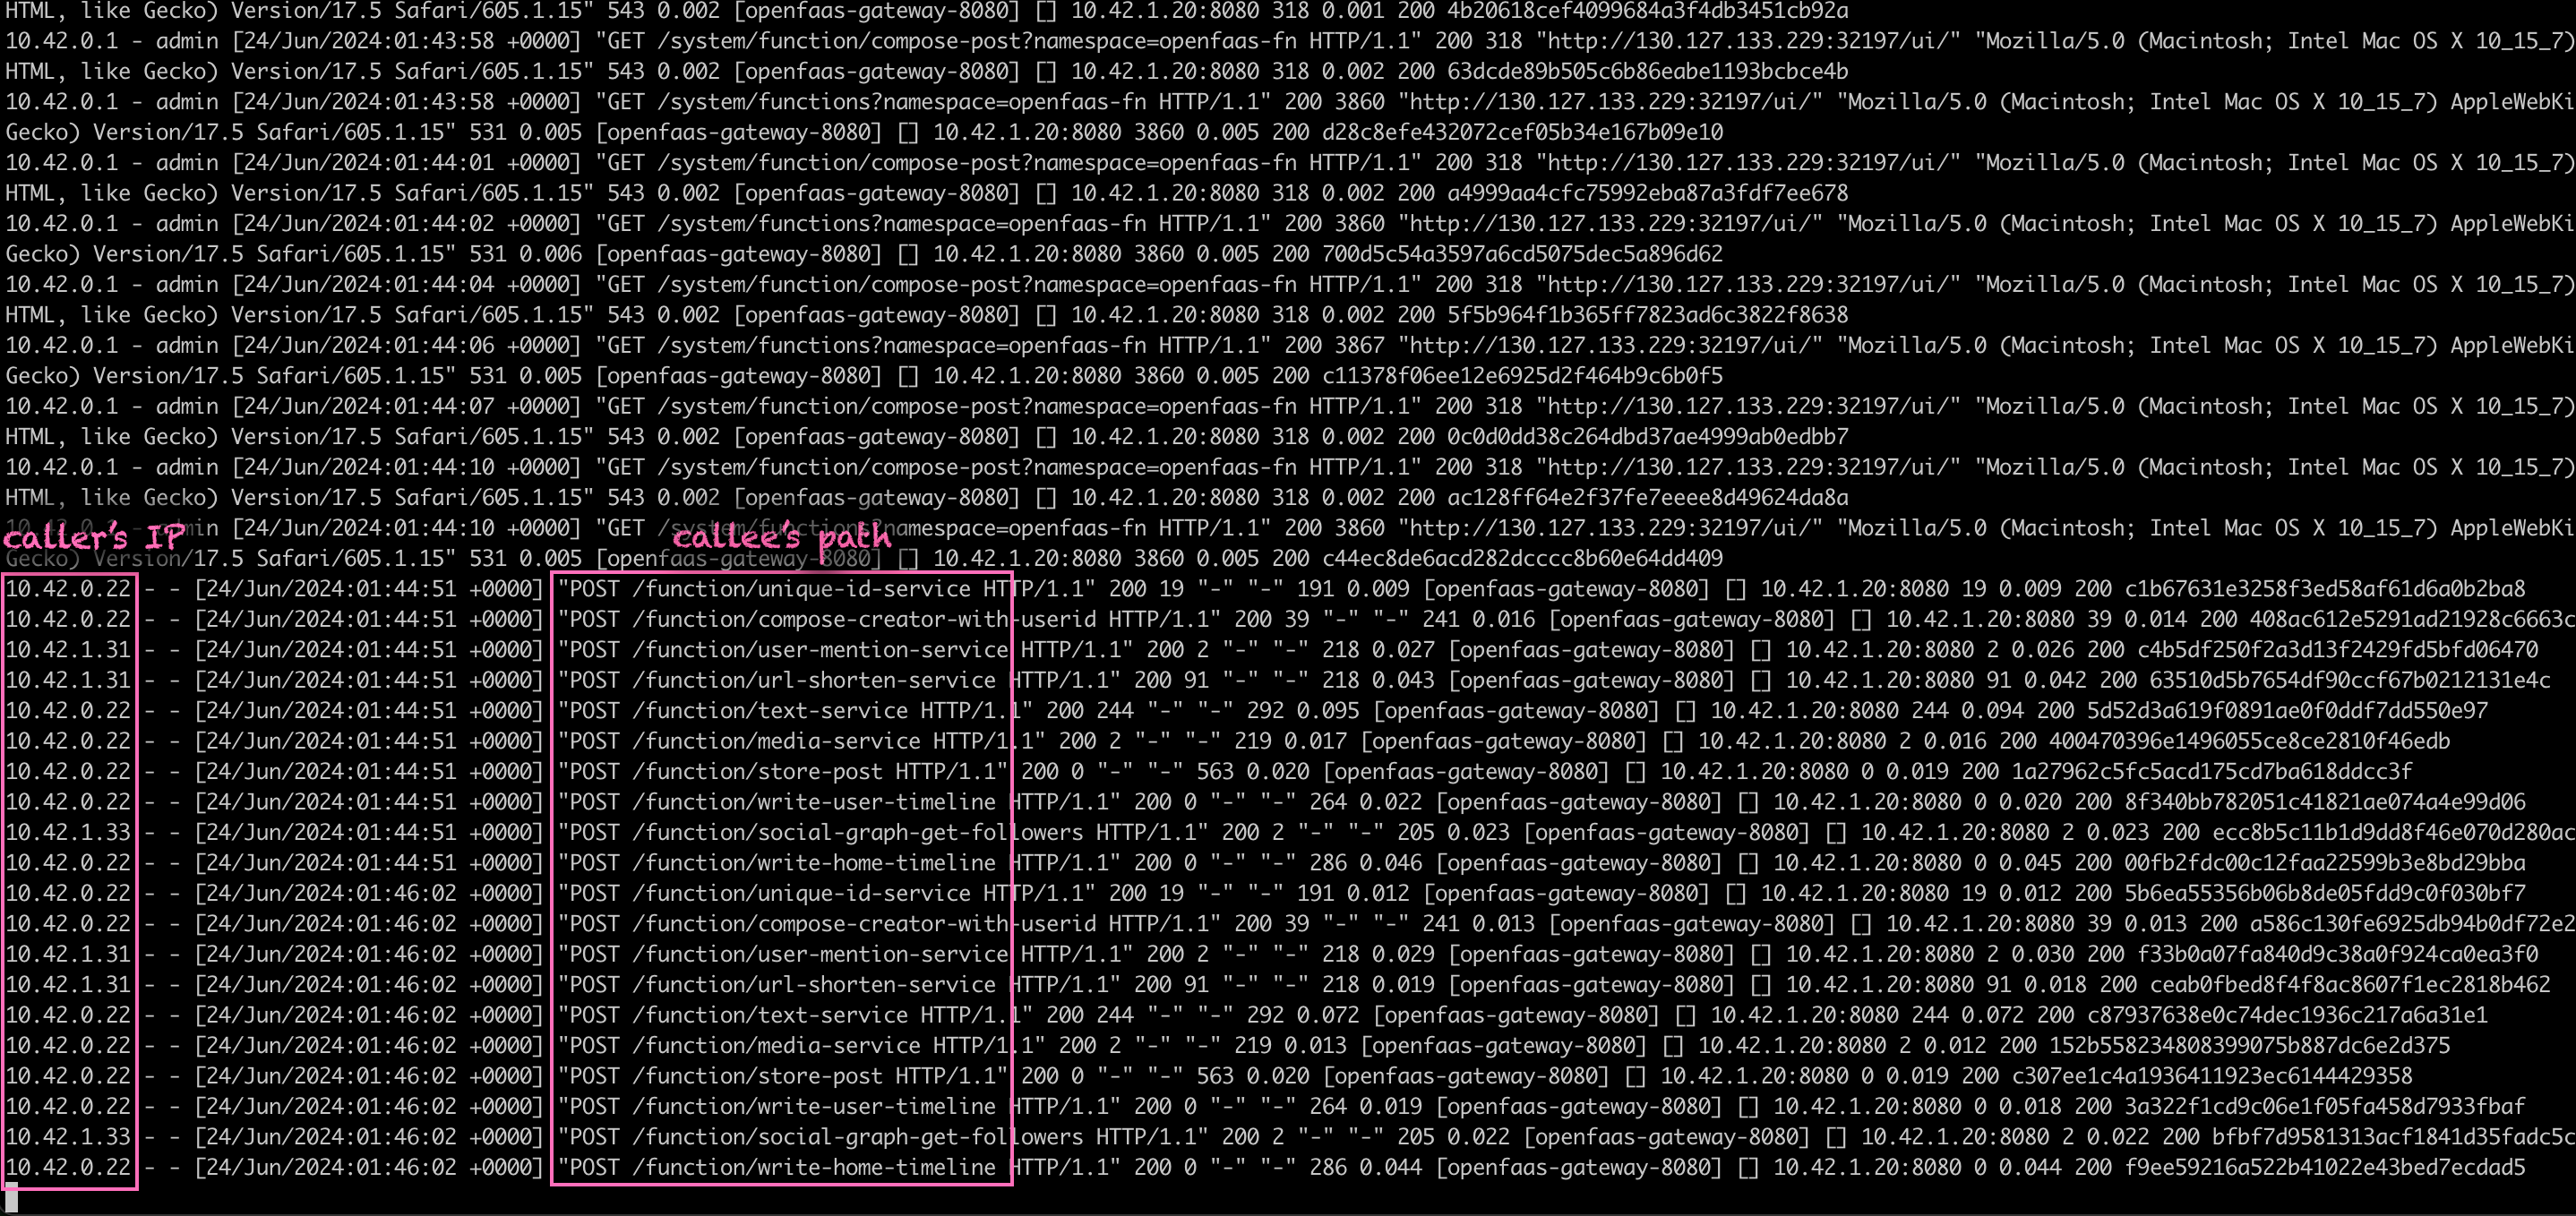 HTML, like Gecko) Version/17.5 Safari/605.1.15" 543 0.002 [openfaas-gateway-8080] [] 10.42.1.20:8080 318 0.001 200 4b20618cef4099684a3f4db3451cb92a
10.42.0.1 - admin [24/Jun/2024:01:43:58 +0000] "GET /system/function/compose-post?namespace=openfaas-fn HTTP/1.1" 200 318 "http://130.127.133.229:32197/ui/" "Mozilla/5.0 (Macintosh; Intel Mac OS X 10_15_7)
HTML, like Gecko) Version/17.5 Safari/605.1.15" 543 0.002 [openfaas-gateway-8080] [] 10.42.1.20:8080 318 0.002 200 63dcde89b505c6b86eabe1193bcbce4b
10.42.0.1 - admin [24/Jun/2024:01:43:58 +0000] "GET /system/functions?namespace=openfaas-fn HTTP/1.1" 200 3860 "http://130.127.133.229:32197/ui/" "Mozilla/5.0 (Macintosh; Intel Mac OS X 10_15_7) AppleWebKi
Gecko) Version/17.5 Safari/605.1.15" 531 0.005 [openfaas-gateway-8080] [] 10.42.1.20:8080 3860 0.005 200 d28c8efe432072cef05b34e167b09e10
10.42.0.1 - admin [24/Jun/2024:01:44:01 +0000] "GET /system/function/compose-post?namespace=openfaas-fn HTTP/1.1" 200 318 "http://130.127.133.229:32197/ui/" "Mozilla/5.0 (Macintosh; Intel Mac OS X 10_15_7)
HTML, like Gecko) Version/17.5 Safari/605.1.15" 543 0.002 [openfaas-gateway-8080] [] 10.42.1.20:8080 318 0.002 200 a4999aa4cfc75992eba87a3fdf7ee678
10.42.0.1 - admin [24/Jun/2024:01:44:02 +0000] "GET /system/functions?namespace=openfaas-fn HTTP/1.1" 200 3860 "http://130.127.133.229:32197/ui/" "Mozilla/5.0 (Macintosh; Intel Mac OS X 10_15_7) AppleWebKi
Gecko) Version/17.5 Safari/605.1.15" 531 0.006 [openfaas-gateway-8080] [] 10.42.1.20:8080 3860 0.005 200 700d5c54a3597a6cd5075dec5a896d62
10.42.0.1 - admin [24/Jun/2024:01:44:04 +0000] "GET /system/function/compose-post?namespace=openfaas-fn HTTP/1.1" 200 318 "http://130.127.133.229:32197/ui/" "Mozilla/5.0 (Macintosh; Intel Mac OS X 10_15_7)
HTML, like Gecko) Version/17.5 Safari/605.1.15" 543 0.002 [openfaas-gateway-8080] [] 10.42.1.20:8080 318 0.002 200 5f5b964f1b365ff7823ad6c3822f8638
10.42.0.1 - admin [24/Jun/2024:01:44:06 +0000] "GET /system/functions?namespace=openfaas-fn HTTP/1.1" 200 3867 "http://130.127.133.229:32197/ui/" "Mozilla/5.0 (Macintosh; Intel Mac OS X 10_15_7) AppleWebKi
Gecko) Version/17.5 Safari/605.1.15" 531 0.005 [openfaas-gateway-8080] [] 10.42.1.20:8080 3860 0.005 200 c11378f06ee12e6925d2f464b9c6b0f5
10.42.0.1 - admin [24/Jun/2024:01:44:07 +0000] "GET /system/function/compose-post?namespace=openfaas-fn HTTP/1.1" 200 318 "http://130.127.133.229:32197/ui/" "Mozilla/5.0 (Macintosh; Intel Mac OS X 10_15_7)
HTML, like Gecko) Version/17.5 Safari/605.1.15" 543 0.002 [openfaas-gateway-8080] [] 10.42.1.20:8080 318 0.002 200 0c0d0dd38c264dbd37ae4999ab0edbb7
10.42.0.1 - admin [24/Jun/2024:01:44:10 +0000] "GET /system/function/compose-post?namespace=openfaas-fn HTTP/1.1" 200 318 "http://130.127.133.229:32197/ui/" "Mozilla/5.0 (Macintosh; Intel Mac OS X 10_15_7)
HTML, like Gecko) Version/17.5 Safari/605.1.15" 543 0.002 [openfaas-gateway-8080] [] 10.42.1.20:8080 318 0.002 200 ac128ff64e2f37fe7eeee8d49624da8a
10.42.0.1 - admin [24/Jun/2024:01:44:10 +0000] "GET /system/functions?namespace=openfaas-fn HTTP/1.1" 200 3860 "http://130.127.133.229:32197/ui/" "Mozilla/5.0 (Macintosh; Intel Mac OS X 10_15_7) AppleWebKi
caller's IP
callee's path
Gecko) Version/17.5 Safari/605.1.15" 531 0.005 [openfaas-gateway-8080] [] 10.42.1.20:8080 3860 0.005 200 c44ec8de6acd282dcccc8b60e64dd409
10.42.0.22 - - [24/Jun/2024:01:44:51 +0000] "POST /function/unique-id-service HTTP/1.1" 200 19 "-" "-" 191 0.009 [openfaas-gateway-8080] [] 10.42.1.20:8080 19 0.009 200 c1b67631e3258f3ed58af61d6a0b2ba8
10.42.0.22 - - [24/Jun/2024:01:44:51 +0000] "POST /function/compose-creator-with-userid HTTP/1.1" 200 39 "-" "-" 241 0.016 [openfaas-gateway-8080] [] 10.42.1.20:8080 39 0.014 200 408ac612e5291ad21928c6663c
10.42.1.31 - - [24/Jun/2024:01:44:51 +0000] "POST /function/user-mention-service HTTP/1.1" 200 2 "-" "-" 218 0.027 [openfaas-gateway-8080] [] 10.42.1.20:8080 2 0.026 200 c4b5df250f2a3d13f2429fd5bfd06470
10.42.1.31 - - [24/Jun/2024:01:44:51 +0000] "POST /function/url-shorten-service HTTP/1.1" 200 91 "-" "-" 218 0.043 [openfaas-gateway-8080] [] 10.42.1.20:8080 91 0.042 200 63510d5b7654df90ccf67b0212131e4c
10.42.0.22 - - [24/Jun/2024:01:44:51 +0000] "POST /function/text-service HTTP/1.1" 200 244 "-" "-" 292 0.095 [openfaas-gateway-8080] [] 10.42.1.20:8080 244 0.094 200 5d52d3a619f0891ae0f0ddf7dd550e97
10.42.0.22 - - [24/Jun/2024:01:44:51 +0000] "POST /function/media-service HTTP/1.1" 200 2 "-" "-" 219 0.017 [openfaas-gateway-8080] [] 10.42.1.20:8080 2 0.016 200 400470396e1496055ce8ce2810f46edb
10.42.0.22 - - [24/Jun/2024:01:44:51 +0000] "POST /function/store-post HTTP/1.1" 200 0 "-" "-" 563 0.020 [openfaas-gateway-8080] [] 10.42.1.20:8080 0 0.019 200 1a27962c5fc5acd175cd7ba618ddcc3f
10.42.0.22 - - [24/Jun/2024:01:44:51 +0000] "POST /function/write-user-timeline HTTP/1.1" 200 0 "-" "-" 264 0.022 [openfaas-gateway-8080] [] 10.42.1.20:8080 0 0.020 200 8f340bb782051c41821ae074a4e99d06
10.42.1.33 - - [24/Jun/2024:01:44:51 +0000] "POST /function/social-graph-get-followers HTTP/1.1" 200 2 "-" "-" 205 0.023 [openfaas-gateway-8080] [] 10.42.1.20:8080 2 0.023 200 ecc8b5c11b1d9dd8f46e070d280ac
10.42.0.22 - - [24/Jun/2024:01:44:51 +0000] "POST /function/write-home-timeline HTTP/1.1" 200 0 "-" "-" 286 0.046 [openfaas-gateway-8080] [] 10.42.1.20:8080 0 0.045 200 00fb2fdc00c12faa22599b3e8bd29bba
10.42.0.22 - - [24/Jun/2024:01:46:02 +0000] "POST /function/unique-id-service HTTP/1.1" 200 19 "-" "-" 191 0.012 [openfaas-gateway-8080] [] 10.42.1.20:8080 19 0.012 200 5b6ea55356b06b8de05fdd9c0f030bf7
10.42.0.22 - - [24/Jun/2024:01:46:02 +0000] "POST /function/compose-creator-with-userid HTTP/1.1" 200 39 "-" "-" 241 0.013 [openfaas-gateway-8080] [] 10.42.1.20:8080 39 0.013 200 a586c130fe6925db94b0df72e2
10.42.1.31 - - [24/Jun/2024:01:46:02 +0000] "POST /function/user-mention-service HTTP/1.1" 200 2 "-" "-" 218 0.029 [openfaas-gateway-8080] [] 10.42.1.20:8080 2 0.030 200 f33b0a07fa840d9c38a0f924ca0ea3f0
10.42.1.31 - - [24/Jun/2024:01:46:02 +0000] "POST /function/url-shorten-service HTTP/1.1" 200 91 "-" "-" 218 0.019 [openfaas-gateway-8080] [] 10.42.1.20:8080 91 0.018 200 ceab0fbed8f4f8ac8607f1ec2818b462
10.42.0.22 - - [24/Jun/2024:01:46:02 +0000] "POST /function/text-service HTTP/1.1" 200 244 "-" "-" 292 0.072 [openfaas-gateway-8080] [] 10.42.1.20:8080 244 0.072 200 c87937638e0c74dec1936c217a6a31e1
10.42.0.22 - - [24/Jun/2024:01:46:02 +0000] "POST /function/media-service HTTP/1.1" 200 2 "-" "-" 219 0.013 [openfaas-gateway-8080] [] 10.42.1.20:8080 2 0.012 200 152b558234808399075b887dc6e2d375
10.42.0.22 - - [24/Jun/2024:01:46:02 +0000] "POST /function/store-post HTTP/1.1" 200 0 "-" "-" 563 0.020 [openfaas-gateway-8080] [] 10.42.1.20:8080 0 0.019 200 c307ee1c4a1936411923ec6144429358
10.42.0.22 - - [24/Jun/2024:01:46:02 +0000] "POST /function/write-user-timeline HTTP/1.1" 200 0 "-" "-" 264 0.019 [openfaas-gateway-8080] [] 10.42.1.20:8080 0 0.018 200 3a322f1cd9c06e1f05fa458d7933fbaf
10.42.1.33 - - [24/Jun/2024:01:46:02 +0000] "POST /function/social-graph-get-followers HTTP/1.1" 200 2 "-" "-" 205 0.022 [openfaas-gateway-8080] [] 10.42.1.20:8080 2 0.022 200 bfbf7d9581313acf1841d35fadc5c
10.42.0.22 - - [24/Jun/2024:01:46:02 +0000] "POST /function/write-home-timeline HTTP/1.1" 200 0 "-" "-" 286 0.044 [openfaas-gateway-8080] [] 10.42.1.20:8080 0 0.044 200 f9ee59216a522b41022e43bed7ecdad5